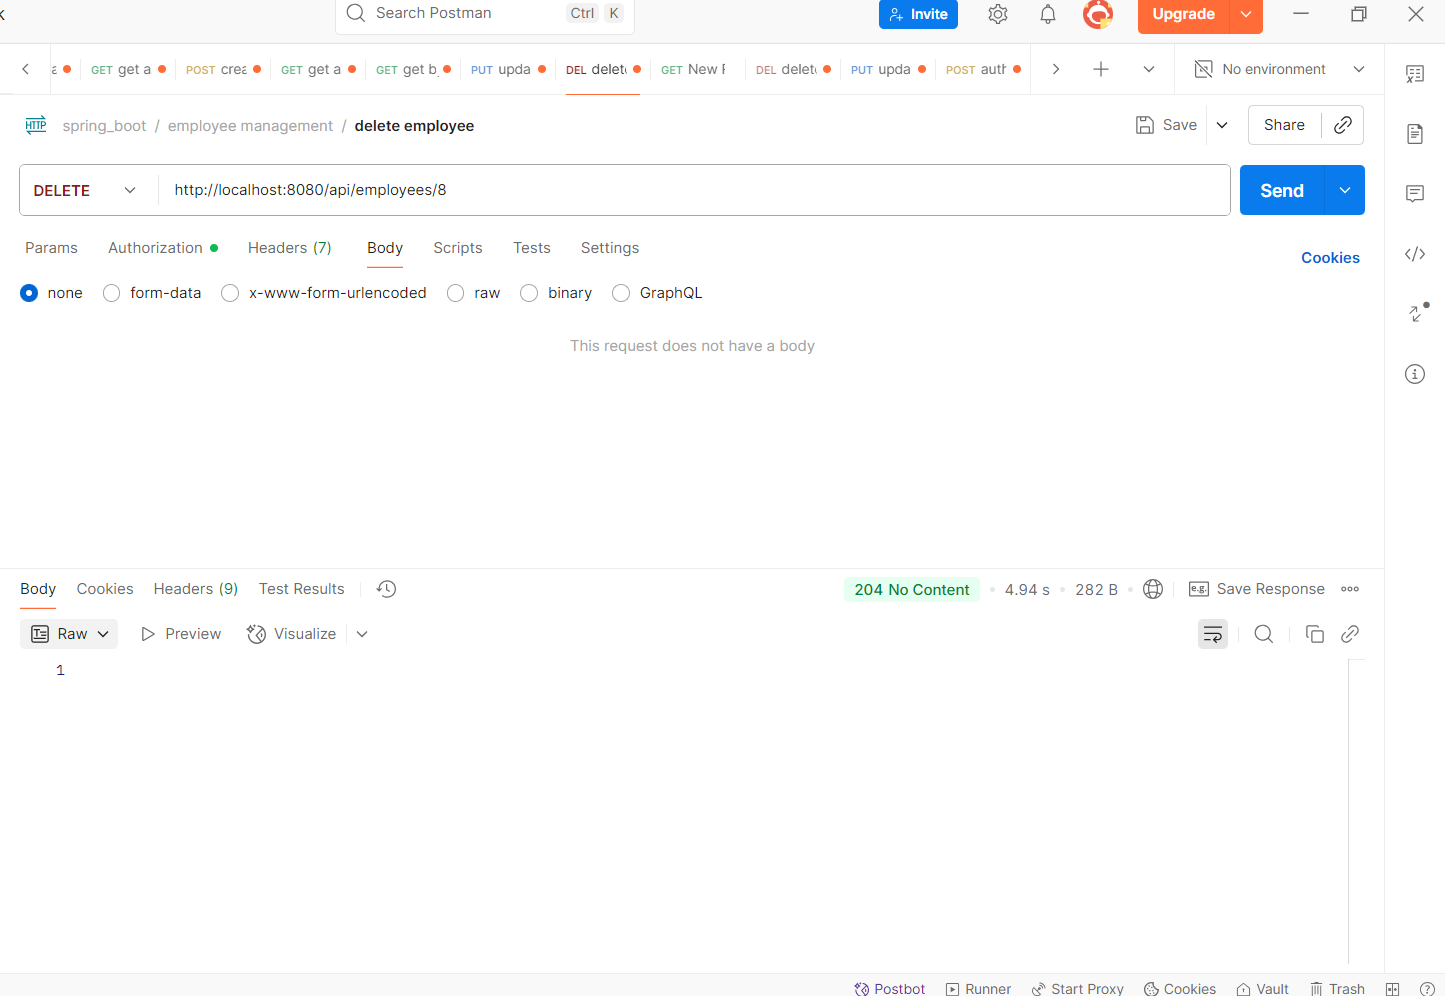 Search Postman Ctrl K Invite Upgrade
GET get a POST crea GET get a GET get b PUT upda DEL delet GET New R DEL delet PUT upda POST auth No environment
HTTP spring_boot / employee management / delete employee Save Share
DELETE http://localhost:8080/api/employees/8 Send
Params Authorization Headers (7) Body Scripts Tests Settings Cookies
none form-data x-www-form-urlencoded raw binary GraphQL
This request does not have a body
Body Cookies Headers (9) Test Results 204 No Content 4.94 s 282 B e.g. Save Response
Raw Preview Visualize
1
Postbot Runner Start Proxy Cookies Vault Trash